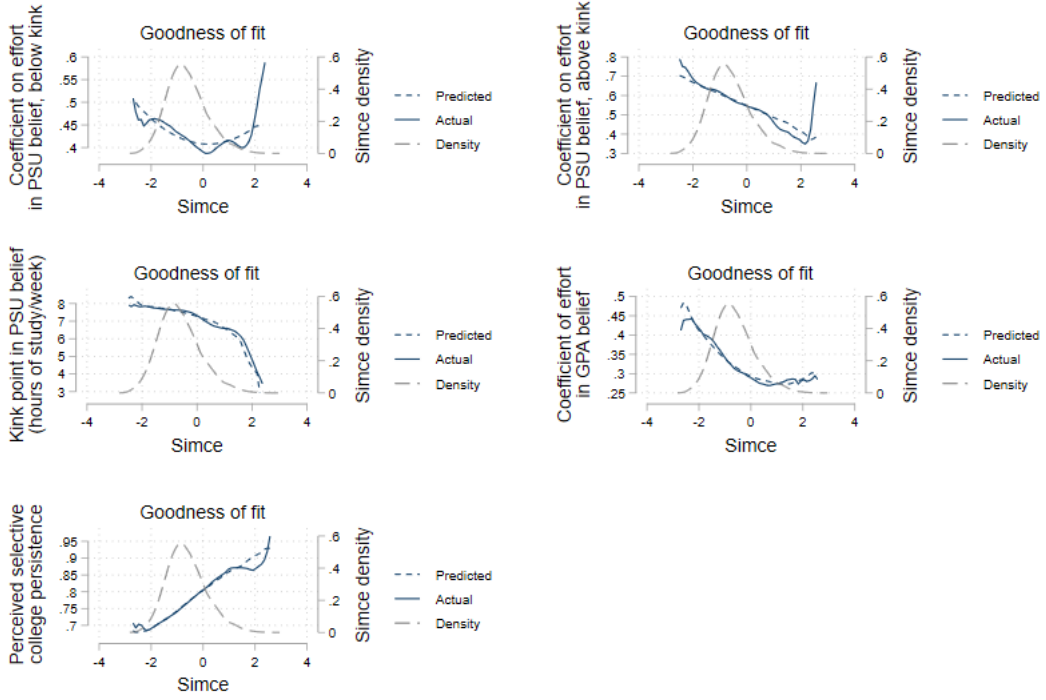 Goodness of fit
Coefficient on effort
in PSU belief, below kink
.6
.55
.5
.45
.4
.6
.4
.2
0
Simce density
-4
-2
0
2
4
Simce
Predicted
Actual
Density
Goodness of fit
Coefficient on effort
in PSU belief, above kink
.8
.7
.6
.5
.4
.3
.6
.4
.2
0
Simce density
-4
-2
0
2
4
Simce
Predicted
Actual
Density
Goodness of fit
Kink point in PSU belief
(hours of study/week)
8
7
6
5
4
3
.6
.4
.2
0
Simce density
-4
-2
0
2
4
Simce
Predicted
Actual
Density
Goodness of fit
Coefficient of effort
in GPA belief
.5
.45
.4
.35
.3
.25
.6
.4
.2
0
Simce density
-4
-2
0
2
4
Simce
Predicted
Actual
Density
Goodness of fit
Perceived selective
college persistence
.95
.9
.85
.8
.75
.7
.6
.4
.2
0
Simce density
-4
-2
0
2
4
Simce
Predicted
Actual
Density